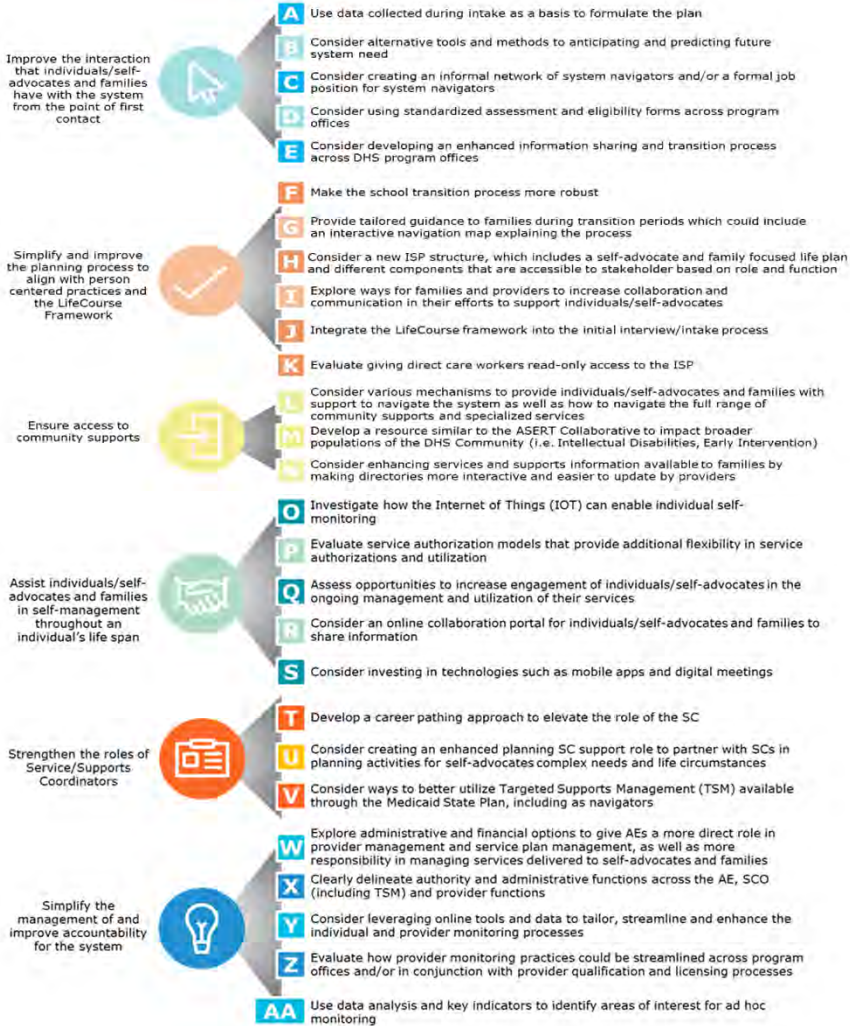 Improve the interaction
that individuals/self-
advocates and families
have with the system
from the point of first
contact
A Use data collected during intake as a basis to formulate the plan
B Consider alternative tools and methods to anticipating and predicting future
system need
C Consider creating an informal network of system navigators and/or a formal job
position for system navigators
D Consider using standardized assessment and eligibility forms across program
offices
E Consider developing an enhanced information sharing and transition process
across DHS program offices
Simplify and improve
the planning process to
align with person
centered practices and
the LifeCourse
Framework
F Make the school transition process more robust
G Provide tailored guidance to families during transition periods which could include
an interactive navigation map explaining the process
H Consider a new ISP structure, which includes a self-advocate and family focused life plan
and different components that are accessible to stakeholder based on role and function
I Explore ways for families and providers to increase collaboration and
communication in their efforts to support individuals/self-advocates
J Integrate the LifeCourse framework into the initial interview/intake process
K Evaluate giving direct care workers read-only access to the ISP
Ensure access to
community supports
L Consider various mechanisms to provide individuals/self-advocates and families with
support to navigate the system as well as how to navigate the full range of
community supports and specialized services
M Develop a resource similar to the ASERT Collaborative to impact broader
populations of the DHS Community (i.e. Intellectual Disabilities, Early Intervention)
N Consider enhancing services and supports information available to families by
making directories more interactive and easier to update by providers
Assist individuals/self-
advocates and families
in self-management
throughout an
individual's life span
O Investigate how the Internet of Things (IOT) can enable individual self-
monitoring
P Evaluate service authorization models that provide additional flexibility in service
authorizations and utilization
Q Assess opportunities to increase engagement of individuals/self-advocates in the
ongoing management and utilization of their services
R Consider an online collaboration portal for individuals/self-advocates and families to
share information
S Consider investing in technologies such as mobile apps and digital meetings
Strengthen the roles of
Service/Supports
Coordinators
T Develop a career pathing approach to elevate the role of the SC
U Consider creating an enhanced planning SC support role to partner with SCs in
planning activities for self-advocates complex needs and life circumstances
V Consider ways to better utilize Targeted Supports Management (TSM) available
through the Medicaid State Plan, including as navigators
Simplify the
management of and
improve accountability
for the system
W Explore administrative and financial options to give AEs a more direct role in
provider management and service plan management, as well as more
responsibility in managing services delivered to self-advocates and families
X Clearly delineate authority and administrative functions across the AE, SCO
(including TSM) and provider functions
Y Consider leveraging online tools and data to tailor, streamline and enhance the
individual and provider monitoring processes
Z Evaluate how provider monitoring practices could be streamlined across program
offices and/or in conjunction with provider qualification and licensing processes
AA Use data analysis and key indicators to identify areas of interest for ad hoc
monitoring